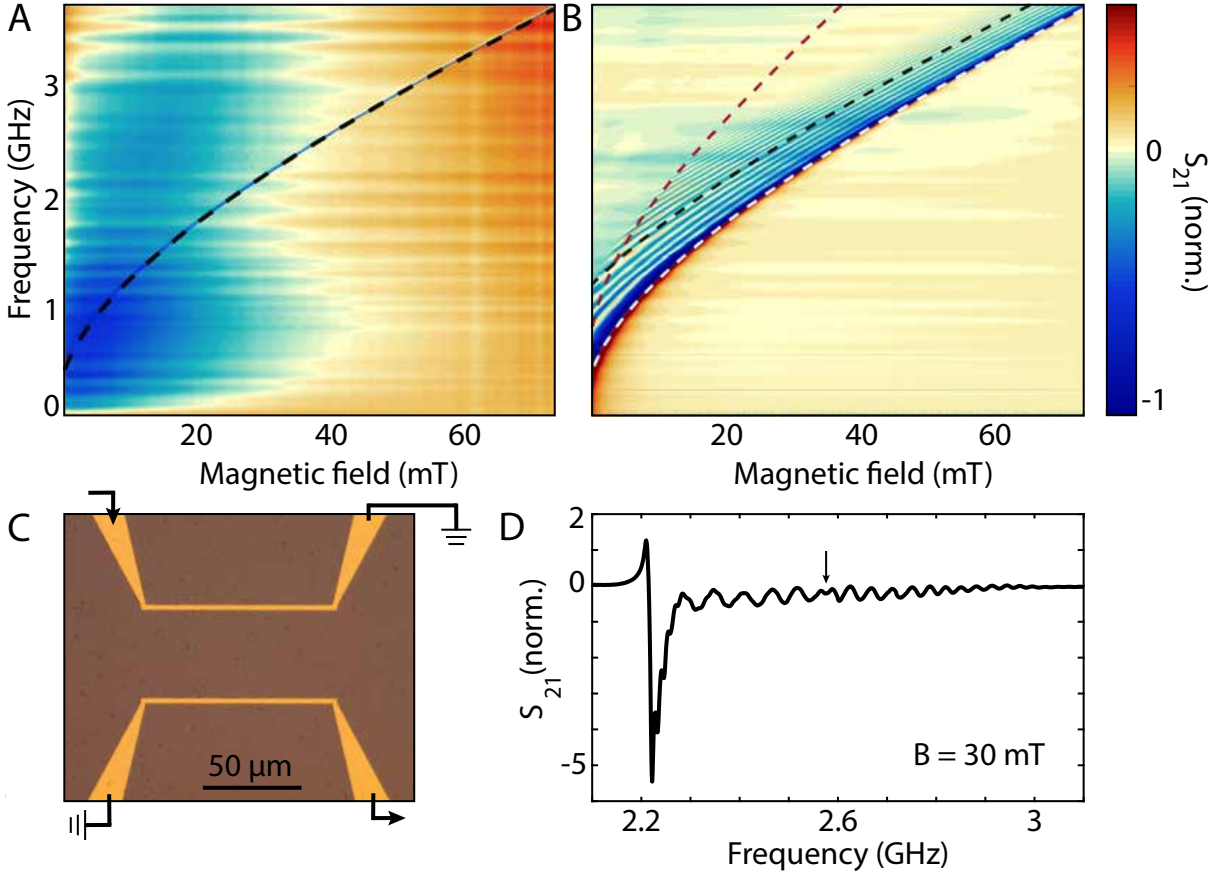 A
B
Frequency (GHz)
3
2
1
0
20
40
60
Magnetic field (mT)
20
40
60
Magnetic field (mT)
0
-1
S21 (norm.)
C
50 µm
D
S21 (norm.)
2
0
-5
B = 30 mT
2.2
2.6
3
Frequency (GHz)